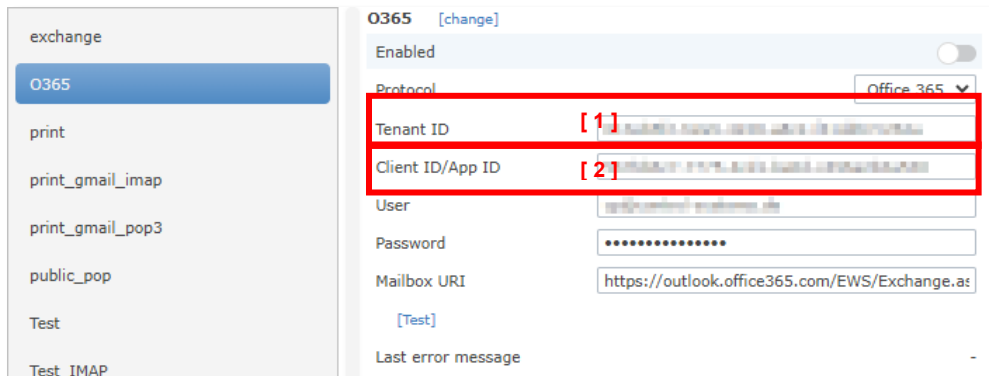 exchange
O365
print
print_gmail_imap
print_gmail_pop3
public_pop
Test
Test_IMAP
O365 [change]
Enabled
Protocol Office 365
Tenant ID [ 1 ]
Client ID/App ID [ 2 ]
User
Password •••••••••••••••
Mailbox URI https://outlook.office365.com/EWS/Exchange.as
[Test]
Last error message -